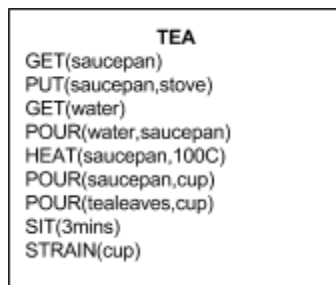 TEA
GET(saucepan)
PUT(saucepan,stove)
GET(water)
POUR(water,saucepan)
HEAT(saucepan,100C)
POUR(saucepan,cup)
POUR(tealeaves,cup)
SIT(3mins)
STRAIN(cup)